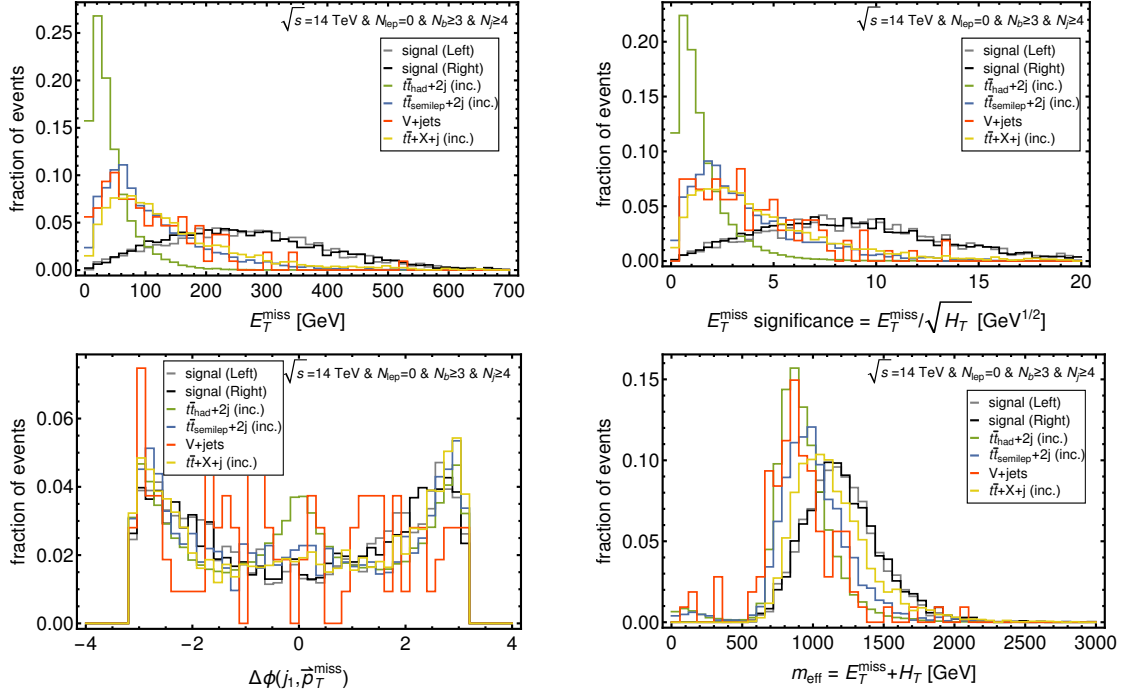 √s =14 TeV & N_lep=0 & N_b≥3 & N_j≥4
signal (Left)
signal (Right)
tt̄_had+2j (inc.)
tt̄_semilep+2j (inc.)
V+jets
tt̄+X+j (inc.)
fraction of events
0.25
0.20
0.15
0.10
0.05
0.00
0 100 200 300 400 500 600 700
E_T^miss [GeV]
√s =14 TeV & N_lep=0 & N_b≥3 & N_j≥4
signal (Left)
signal (Right)
tt̄_had+2j (inc.)
tt̄_semilep+2j (inc.)
V+jets
tt̄+X+j (inc.)
fraction of events
0.20
0.15
0.10
0.05
0.00
0 5 10 15 20
E_T^miss significance = E_T^miss/√H_T [GeV^1/2]
√s =14 TeV & N_lep=0 & N_b≥3 & N_j≥4
signal (Left)
signal (Right)
tt̄_had+2j (inc.)
tt̄_semilep+2j (inc.)
V+jets
tt̄+X+j (inc.)
fraction of events
0.08
0.06
0.04
0.02
0.00
−4 −2 0 2 4
Δϕ(j_1,p⃗_T^miss)
√s =14 TeV & N_lep=0 & N_b≥3 & N_j≥4
signal (Left)
signal (Right)
tt̄_had+2j (inc.)
tt̄_semilep+2j (inc.)
V+jets
tt̄+X+j (inc.)
fraction of events
0.15
0.10
0.05
0.00
0 500 1000 1500 2000 2500 3000
m_eff = E_T^miss+H_T [GeV]